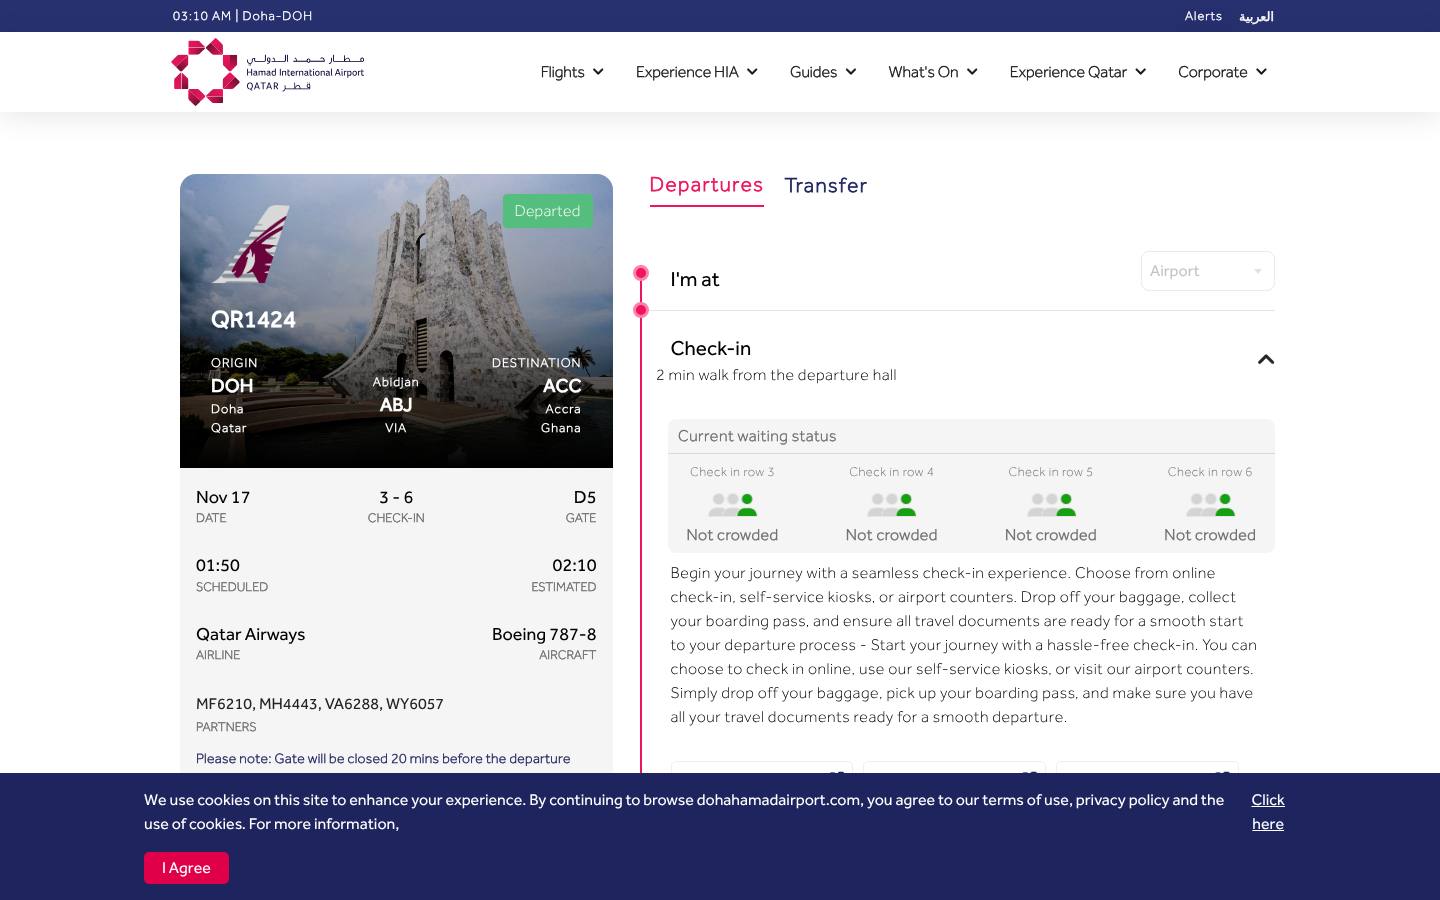 03:10 AM | Doha-DOH
Alerts
العربية
مـطـــار حـــمــد الــدولـــي
Hamad International Airport
QATAR قـطــر
Flights
Experience HIA
Guides
What's On
Experience Qatar
Corporate
Departed
QR1424
ORIGIN
DOH
Doha
Qatar
Abidjan
ABJ
VIA
DESTINATION
ACC
Accra
Ghana
Nov 17
DATE
3 - 6
CHECK-IN
D5
GATE
01:50
SCHEDULED
02:10
ESTIMATED
Qatar Airways
AIRLINE
Boeing 787-8
AIRCRAFT
MF6210, MH4443, VA6288, WY6057
PARTNERS
Please note: Gate will be closed 20 mins before the departure
Departures
Transfer
I'm at
Airport
Check-in
2 min walk from the departure hall
Current waiting status
Check in row 3
Not crowded
Check in row 4
Not crowded
Check in row 5
Not crowded
Check in row 6
Not crowded
Begin your journey with a seamless check-in experience. Choose from online
check-in, self-service kiosks, or airport counters. Drop off your baggage, collect
your boarding pass, and ensure all travel documents are ready for a smooth start
to your departure process - Start your journey with a hassle-free check-in. You can
choose to check in online, use our self-service kiosks, or visit our airport counters.
Simply drop off your baggage, pick up your boarding pass, and make sure you have
all your travel documents ready for a smooth departure.
We use cookies on this site to enhance your experience. By continuing to browse dohahamadairport.com, you agree to our terms of use, privacy policy and the
use of cookies. For more information,
Click
here
I Agree